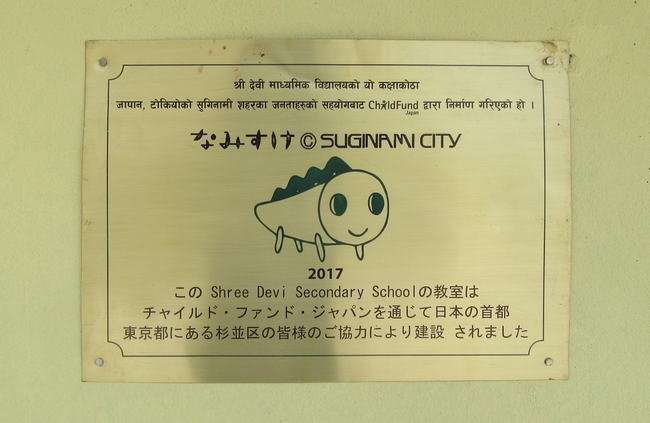 श्री देवी माध्यमिक विद्यालयको यो कक्षाकोठा
जापान, टोकियोको सुगिनामी शहरका जनताहरुको सहयोगबाट ChildFund द्वारा निर्माण गरिएको हो ।
Japan
なみすけ © SUGINAMI CITY
2017
この Shree Devi Secondary Schoolの教室は
チャイルド・ファンド・ジャパンを通じて日本の首都
東京都にある杉並区の皆様のご協力により建設 されました